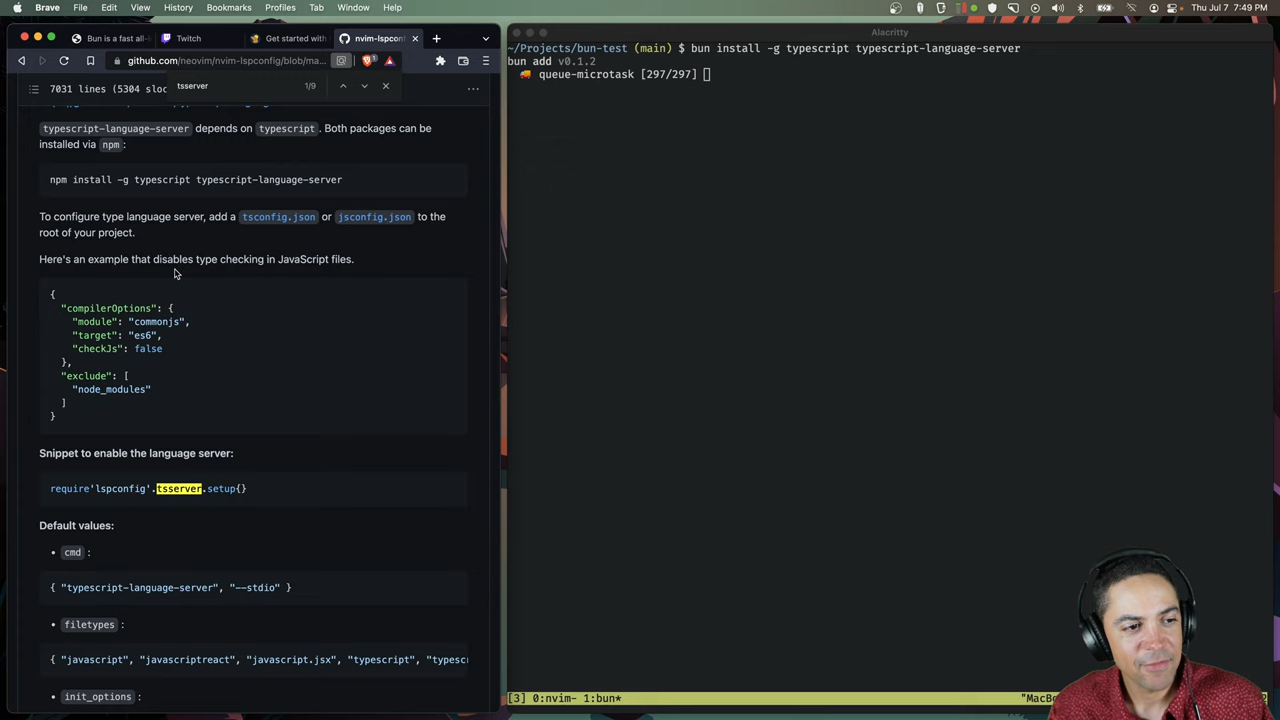 Brave File Edit View History Bookmarks Profiles Tab Window Help
Thu Jul 7 7:49 PM
Bun is a fast all-
Twitch
Get started with
nvim-lspconf
github.com/neovim/nvim-lspconfig/blob/ma...
7031 lines (5304 sloc
tsserver
1/9
typescript-language-server depends on typescript. Both packages can be
installed via npm:
npm install -g typescript typescript-language-server
To configure type language server, add a tsconfig.json or jsconfig.json to the
root of your project.
Here's an example that disables type checking in JavaScript files.
{
"compilerOptions": {
"module": "commonjs",
"target": "es6",
"checkJs": false
},
"exclude": [
"node_modules"
]
}
Snippet to enable the language server:
require'lspconfig'.tsserver.setup{}
Default values:
• cmd :
{ "typescript-language-server", "--stdio" }
• filetypes :
{ "javascript", "javascriptreact", "javascript.jsx", "typescript", "typesc
• init_options :
Alacritty
~/Projects/bun-test (main) $ bun install -g typescript typescript-language-server
bun add v0.1.2
🚚 queue-microtask [297/297]
[3] 0:nvim- 1:bun*
"MacBo